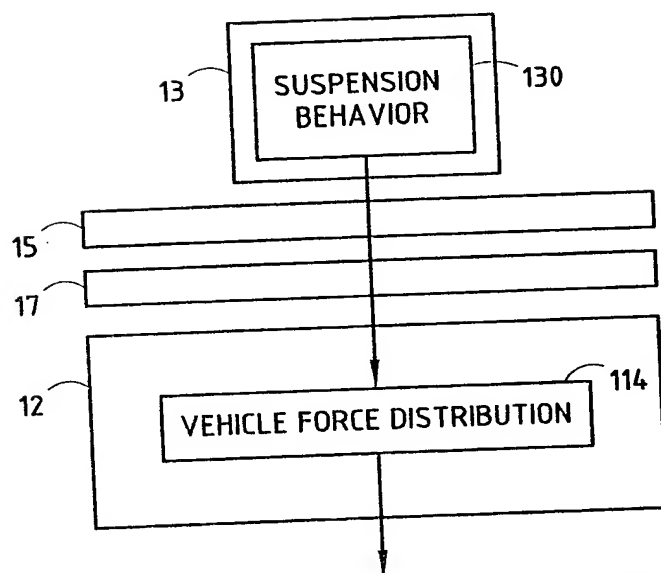 13
SUSPENSION
BEHAVIOR
130
15
17
12
114
VEHICLE FORCE DISTRIBUTION